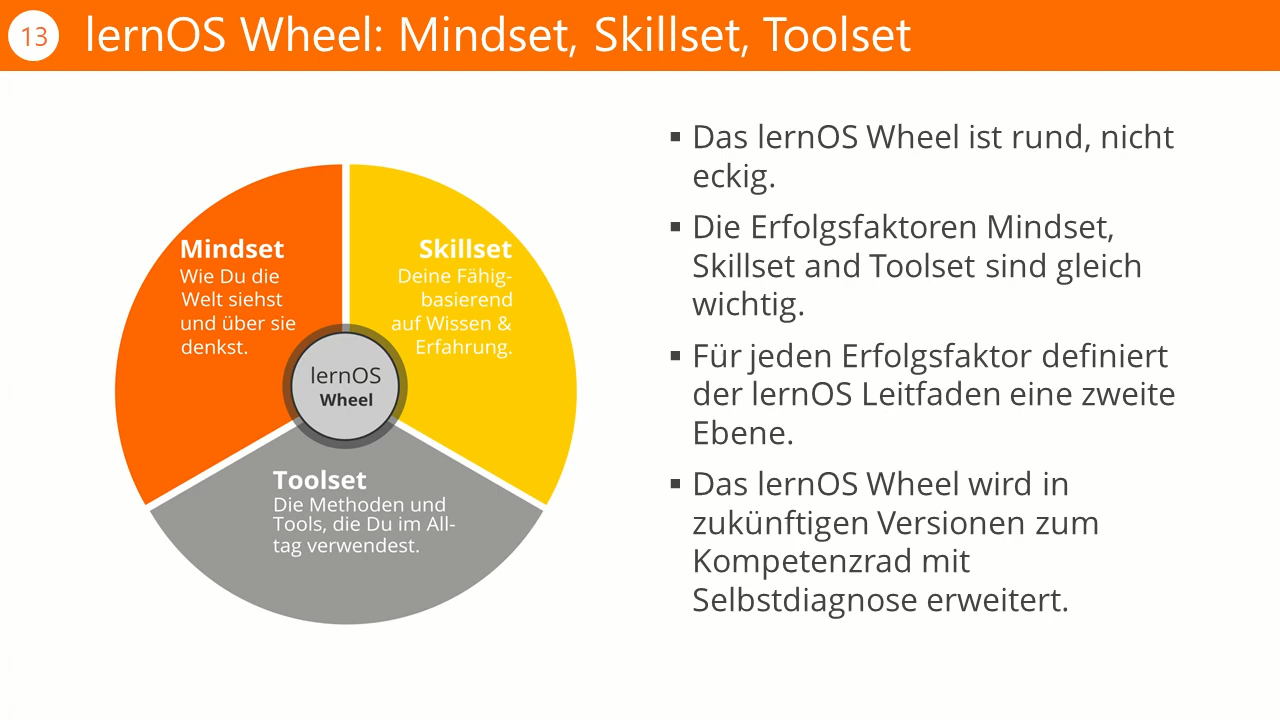 13
lernOS Wheel: Mindset, Skillset, Toolset
Mindset
Wie Du die
Welt siehst
und über sie
denkst.
Skillset
Deine Fähig-
basierend
auf Wissen &
Erfahrung.
lernOS
Wheel
Toolset
Die Methoden und
Tools, die Du im All-
tag verwendest.
▪ Das lernOS Wheel ist rund, nicht
eckig.
▪ Die Erfolgsfaktoren Mindset,
Skillset and Toolset sind gleich
wichtig.
▪ Für jeden Erfolgsfaktor definiert
der lernOS Leitfaden eine zweite
Ebene.
▪ Das lernOS Wheel wird in
zukünftigen Versionen zum
Kompetenzrad mit
Selbstdiagnose erweitert.